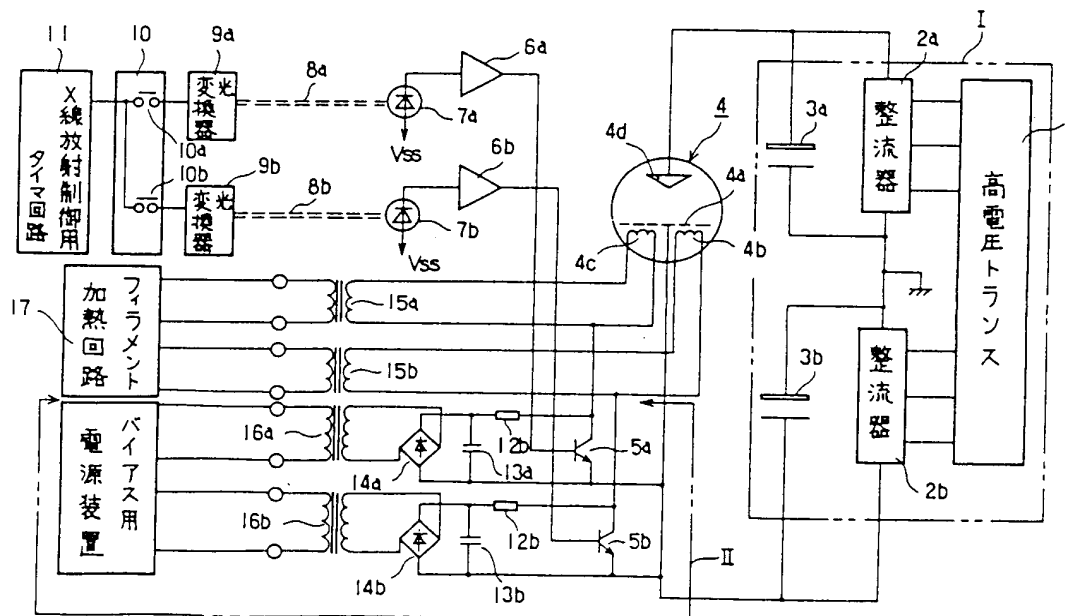 11
X線放射制御用
タイマ回路
10
10a
10b
9a
光
変換器
9b
光
変換器
8a
8b
7a
Vss
7b
Vss
6a
6b
4
4d
4a
4c
4b
I
2a
整流器
3a
高電圧トランス
3b
整流器
2b
17
フィラメント
加熱回路
15a
15b
バイアス用
電源装置
16a
14a
13a
12b
5a
16b
14b
13b
12b
5b
II